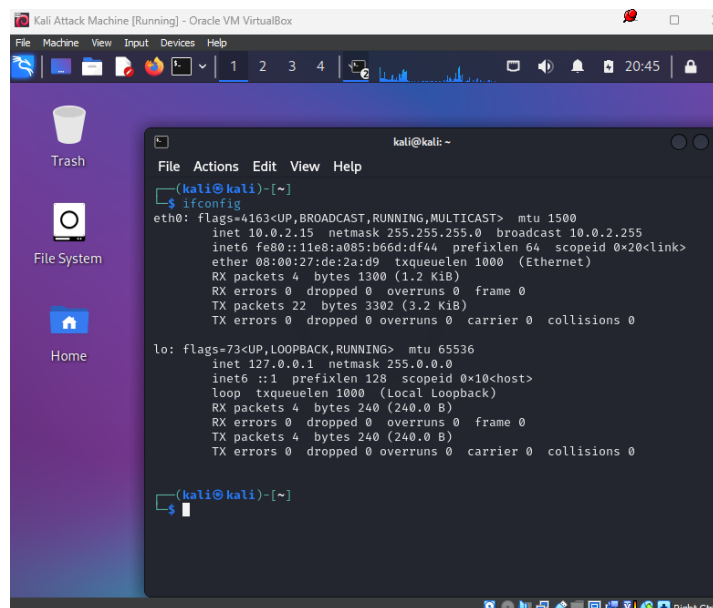 Kali Attack Machine [Running] - Oracle VM VirtualBox
File Machine View Input Devices Help
1 2 3 4 2 20:45
kali@kali: ~
Trash
File System
Home
File Actions Edit View Help
┌──(kali㉿kali)-[~]
└─$ ifconfig
eth0: flags=4163<UP,BROADCAST,RUNNING,MULTICAST> mtu 1500
inet 10.0.2.15 netmask 255.255.255.0 broadcast 10.0.2.255
inet6 fe80::11e8:a085:b66d:df44 prefixlen 64 scopeid 0×20<link>
ether 08:00:27:de:2a:d9 txqueuelen 1000 (Ethernet)
RX packets 4 bytes 1300 (1.2 KiB)
RX errors 0 dropped 0 overruns 0 frame 0
TX packets 22 bytes 3302 (3.2 KiB)
TX errors 0 dropped 0 overruns 0 carrier 0 collisions 0
lo: flags=73<UP,LOOPBACK,RUNNING> mtu 65536
inet 127.0.0.1 netmask 255.0.0.0
inet6 ::1 prefixlen 128 scopeid 0×10<host>
loop txqueuelen 1000 (Local Loopback)
RX packets 4 bytes 240 (240.0 B)
RX errors 0 dropped 0 overruns 0 frame 0
TX packets 4 bytes 240 (240.0 B)
TX errors 0 dropped 0 overruns 0 carrier 0 collisions 0
┌──(kali㉿kali)-[~]
└─$
Right